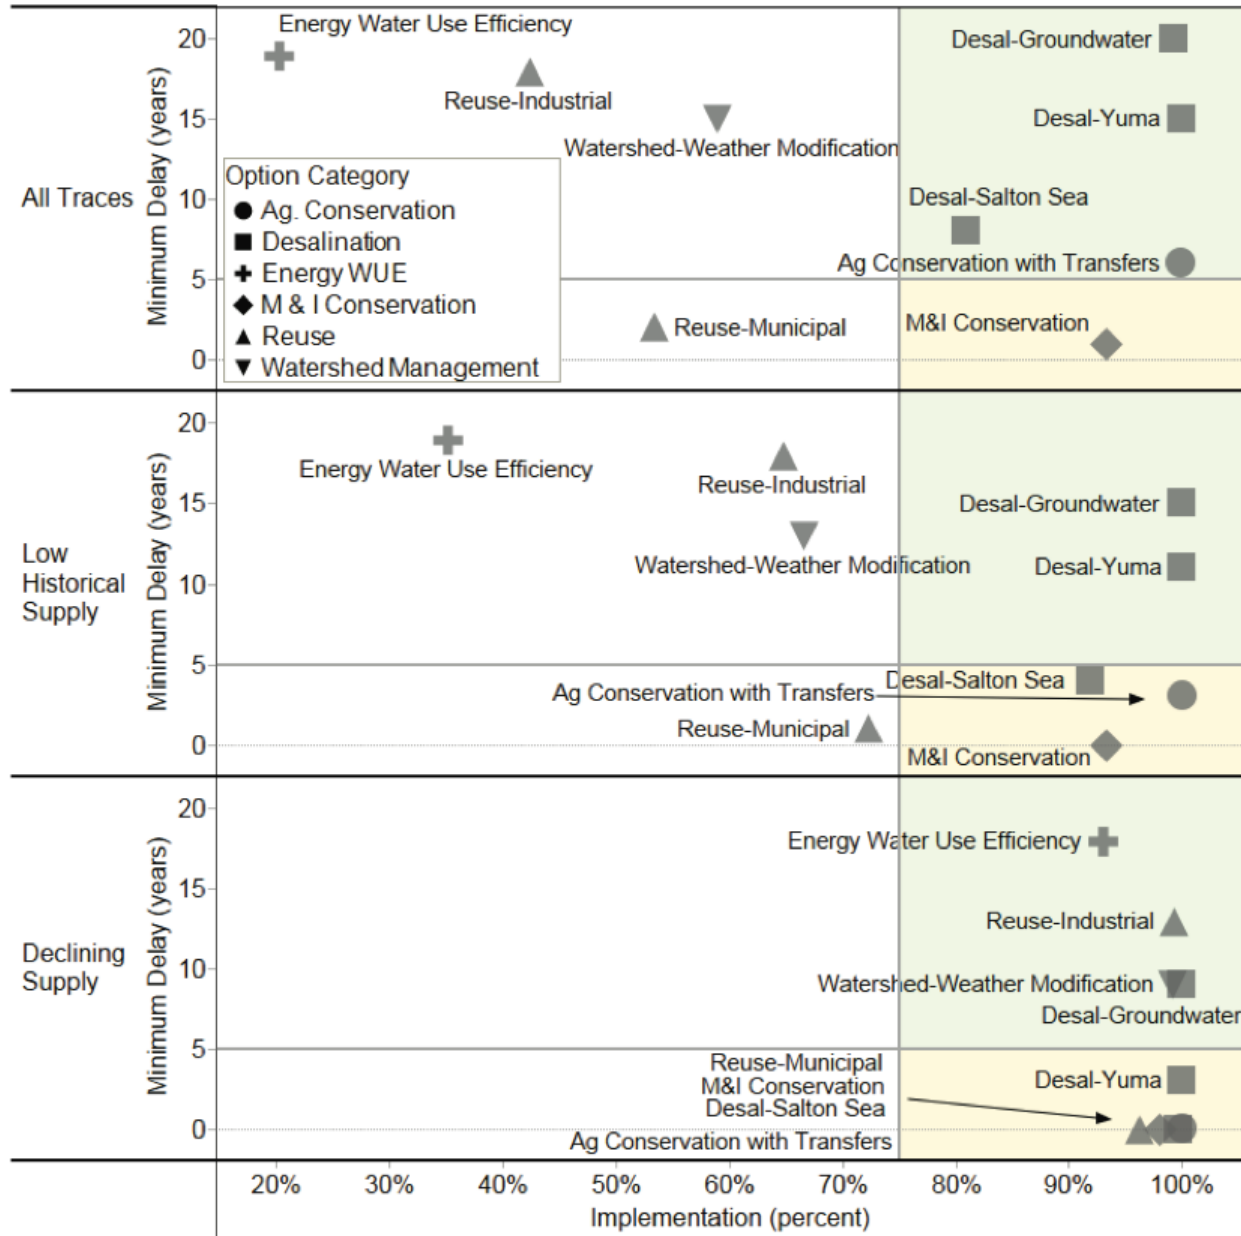 Energy Water Use Efficiency
Desal-Groundwater
Reuse-Industrial
Desal-Yuma
Watershed-Weather Modification
Desal-Salton Sea
Ag Conservation with Transfers
Reuse-Municipal
M&I Conservation
All Traces
Minimum Delay (years)
20
15
10
5
0
Option Category
Ag. Conservation
Desalination
Energy WUE
M & I Conservation
Reuse
Watershed Management
Low
Historical
Supply
Minimum Delay (years)
20
15
10
5
0
Energy Water Use Efficiency
Reuse-Industrial
Desal-Groundwater
Watershed-Weather Modification
Desal-Yuma
Desal-Salton Sea
Ag Conservation with Transfers
Reuse-Municipal
M&I Conservation
Declining
Supply
Minimum Delay (years)
20
15
10
5
0
Energy Water Use Efficiency
Reuse-Industrial
Watershed-Weather Modification
Desal-Groundwater
Reuse-Municipal
M&I Conservation
Desal-Salton Sea
Ag Conservation with Transfers
Desal-Yuma
20% 30% 40% 50% 60% 70% 80% 90% 100%
Implementation (percent)